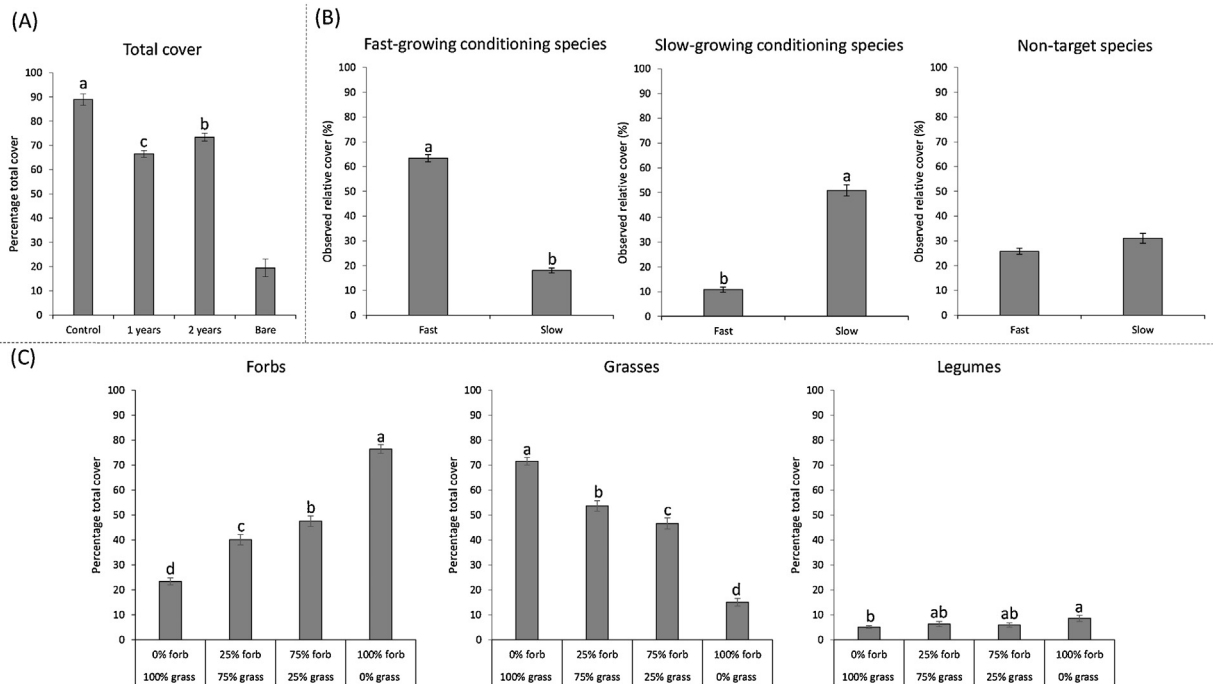 (A)
Total cover
Percentage total cover
100
90
80
70
60
50
40
30
20
10
0
a
c
b
Control 1 years 2 years Bare
(B)
Fast-growing conditioning species
Observed relative cover (%)
100
90
80
70
60
50
40
30
20
10
0
a
b
Fast Slow
Slow-growing conditioning species
Observed relative cover (%)
100
90
80
70
60
50
40
30
20
10
0
b
a
Fast Slow
Non-target species
Observed relative cover (%)
100
90
80
70
60
50
40
30
20
10
0
Fast Slow
(C)
Forbs
Percentage total cover
100
90
80
70
60
50
40
30
20
10
0
d
c
b
a
0% forb 25% forb 75% forb 100% forb
100% grass 75% grass 25% grass 0% grass
Grasses
Percentage total cover
100
90
80
70
60
50
40
30
20
10
0
a
b
c
d
0% forb 25% forb 75% forb 100% forb
100% grass 75% grass 25% grass 0% grass
Legumes
Percentage total cover
100
90
80
70
60
50
40
30
20
10
0
b
ab
ab
a
0% forb 25% forb 75% forb 100% forb
100% grass 75% grass 25% grass 0% grass